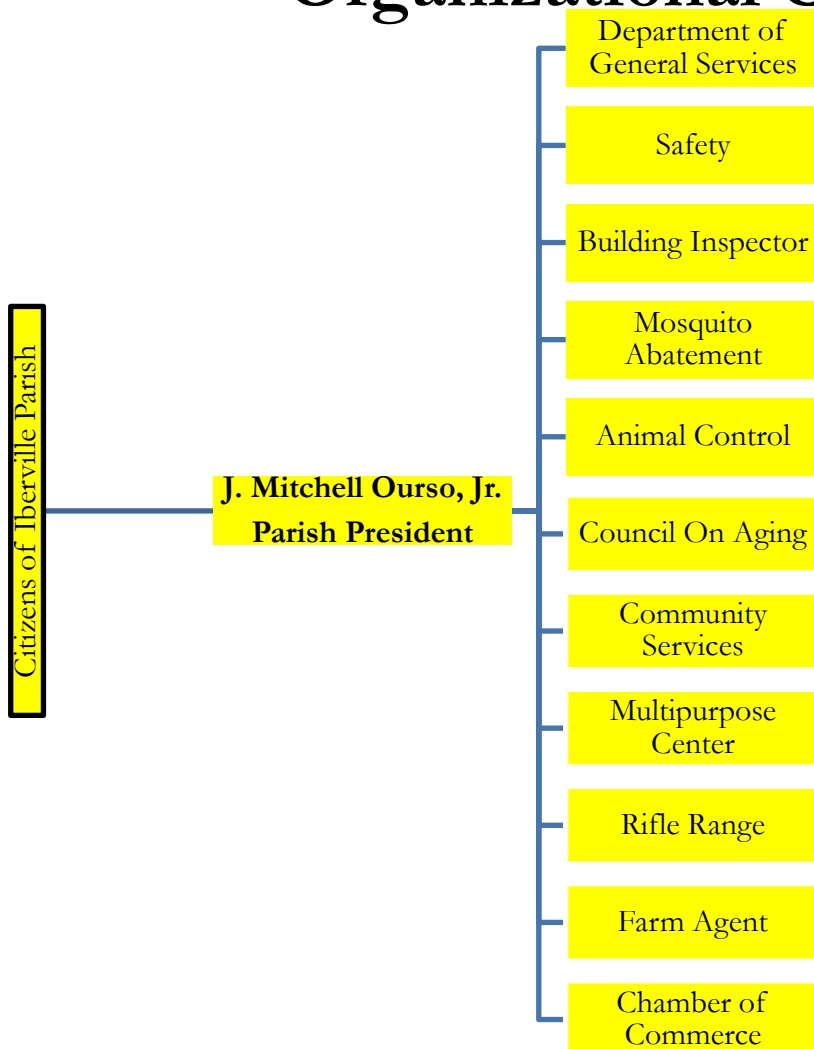 Organizational
Department of
General Services
Safety
Building Inspector
Mosquito
Abatement
Animal Control
Citizens of Iberville Parish
J. Mitchell Ourso, Jr.
Parish President
Council On Aging
Community
Services
Multipurpose
Center
Rifle Range
Farm Agent
Chamber of
Commerce